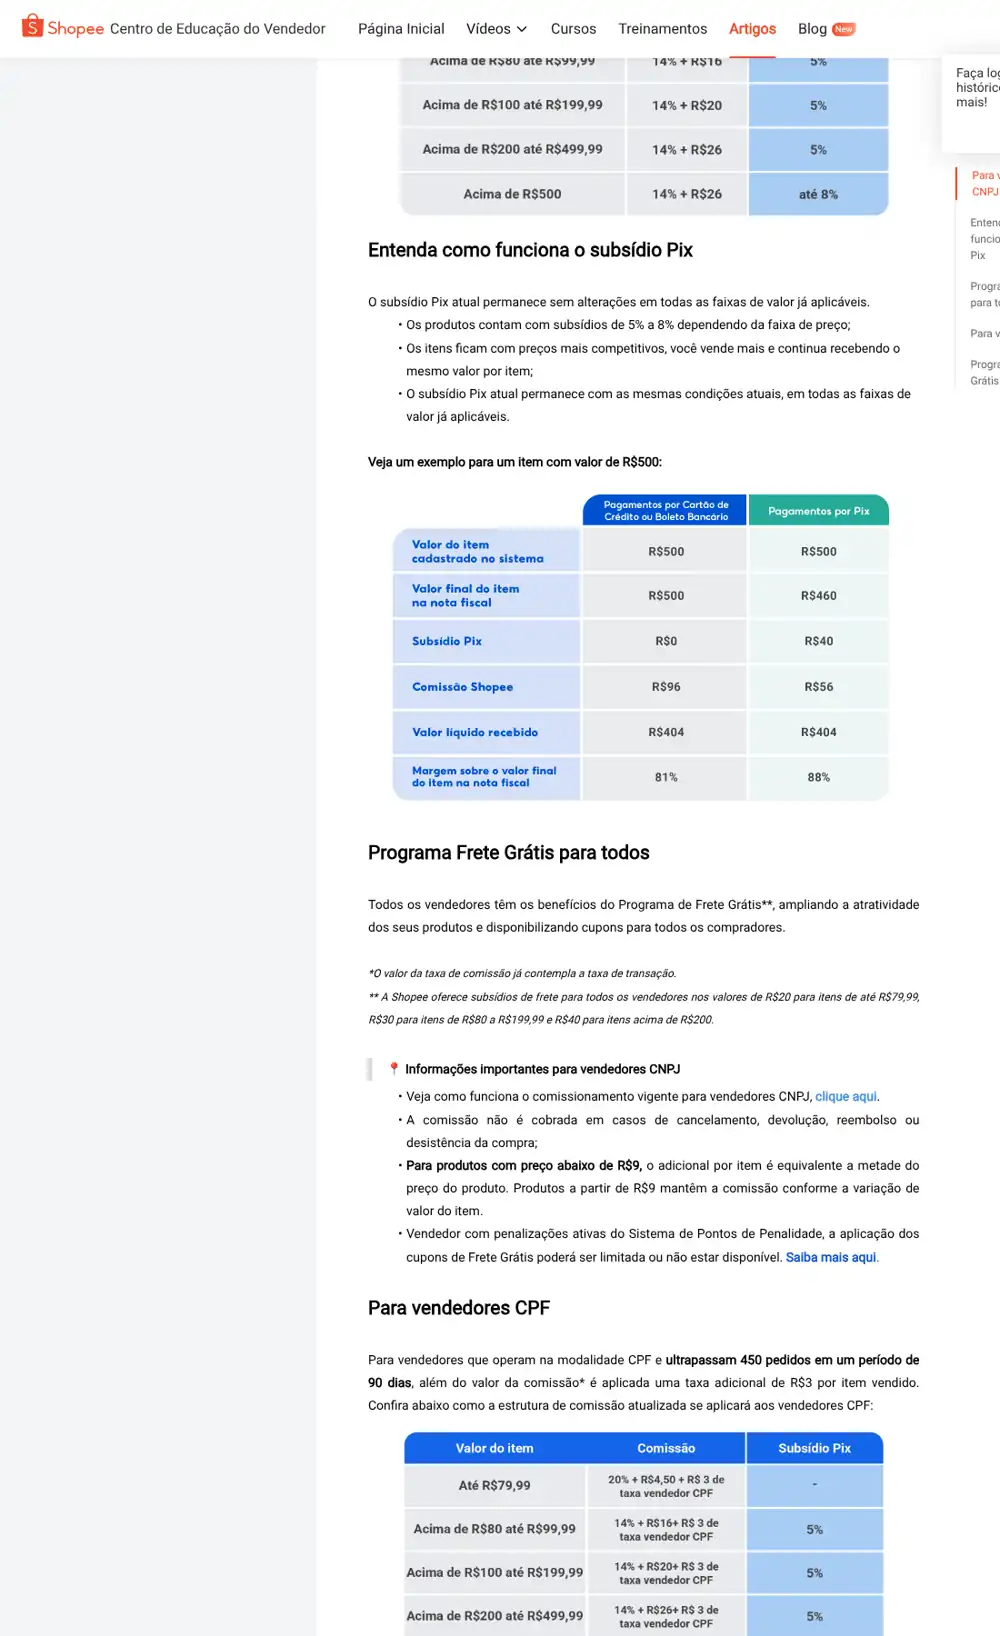 Shopee Centro de Educação do Vendedor Página Inicial Vídeos Cursos Treinamentos Artigos Blog New
Acima de R$80 até R$99,99 14% + R$16 5%
Acima de R$100 até R$199,99 14% + R$20 5%
Acima de R$200 até R$499,99 14% + R$26 5%
Acima de R$500 14% + R$26 até 8%
Faça log
históric
mais!
Para v
CNPJ
Enten
funcio
Pix
Progra
para t
Para v
Progra
Grátis
Entenda como funciona o subsídio Pix
O subsídio Pix atual permanece sem alterações em todas as faixas de valor já aplicáveis.
• Os produtos contam com subsídios de 5% a 8% dependendo da faixa de preço;
• Os itens ficam com preços mais competitivos, você vende mais e continua recebendo o
mesmo valor por item;
• O subsídio Pix atual permanece com as mesmas condições atuais, em todas as faixas de
valor já aplicáveis.
Veja um exemplo para um item com valor de R$500:
Pagamentos por Cartão de
Crédito ou Boleto Bancário
Pagamentos por Pix
Valor do item
cadastrado no sistema
R$500 R$500
Valor final do item
na nota fiscal
R$500 R$460
Subsídio Pix R$0 R$40
Comissão Shopee R$96 R$56
Valor líquido recebido R$404 R$404
Margem sobre o valor final
do item na nota fiscal
81% 88%
Programa Frete Grátis para todos
Todos os vendedores têm os benefícios do Programa de Frete Grátis**, ampliando a atratividade
dos seus produtos e disponibilizando cupons para todos os compradores.
*O valor da taxa de comissão já contempla a taxa de transação.
** A Shopee oferece subsídios de frete para todos os vendedores nos valores de R$20 para itens de até R$79,99,
R$30 para itens de R$80 a R$199,99 e R$40 para itens acima de R$200.
📍 Informações importantes para vendedores CNPJ
• Veja como funciona o comissionamento vigente para vendedores CNPJ, clique aqui.
• A comissão não é cobrada em casos de cancelamento, devolução, reembolso ou
desistência da compra;
• Para produtos com preço abaixo de R$9, o adicional por item é equivalente a metade do
preço do produto. Produtos a partir de R$9 mantêm a comissão conforme a variação de
valor do item.
• Vendedor com penalizações ativas do Sistema de Pontos de Penalidade, a aplicação dos
cupons de Frete Grátis poderá ser limitada ou não estar disponível. Saiba mais aqui.
Para vendedores CPF
Para vendedores que operam na modalidade CPF e ultrapassam 450 pedidos em um período de
90 dias, além do valor da comissão* é aplicada uma taxa adicional de R$3 por item vendido.
Confira abaixo como a estrutura de comissão atualizada se aplicará aos vendedores CPF:
Valor do item Comissão Subsídio Pix
Até R$79,99 20% + R$4,50 + R$ 3 de
taxa vendedor CPF
-
Acima de R$80 até R$99,99 14% + R$16+ R$ 3 de
taxa vendedor CPF
5%
Acima de R$100 até R$199,99 14% + R$20+ R$ 3 de
taxa vendedor CPF
5%
Acima de R$200 até R$499,99 14% + R$26+ R$ 3 de
taxa vendedor CPF
5%